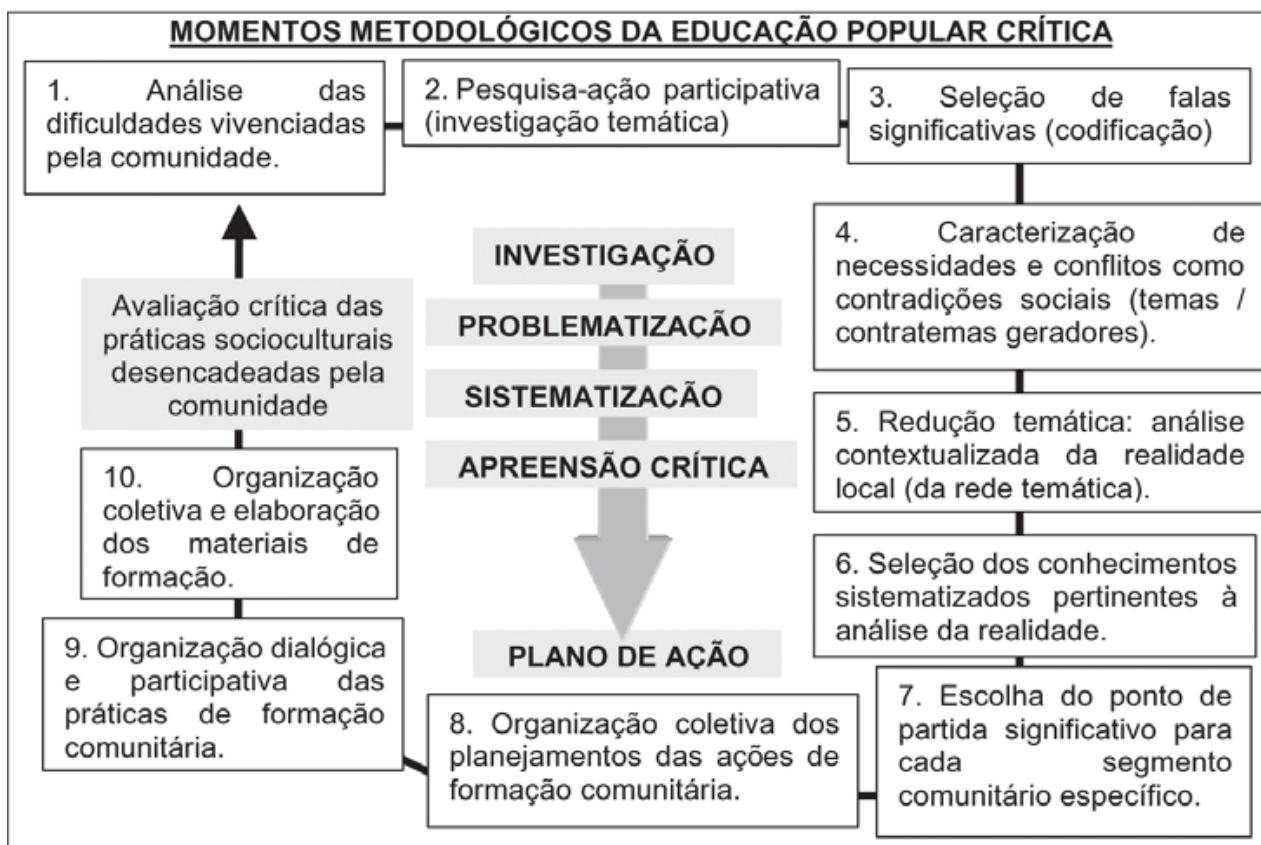 MOMENTOS METODOLÓGICOS DA EDUCAÇÃO POPULAR CRÍTICA
1. Análise das
dificuldades vivenciadas
pela comunidade.
2. Pesquisa-ação participativa
(investigação temática)
3. Seleção de falas
significativas (codificação)
4. Caracterização de
necessidades e conflitos como
contradições sociais (temas /
contratemas geradores).
5. Redução temática: análise
contextualizada da realidade
local (da rede temática).
6. Seleção dos conhecimentos
sistematizados pertinentes à
análise da realidade.
7. Escolha do ponto de
partida significativo para
cada segmento
comunitário específico.
8. Organização coletiva dos
planejamentos das ações de
formação comunitária.
9. Organização dialógica
e participativa das
práticas de formação
comunitária.
10. Organização
coletiva e elaboração
dos materiais de
formação.
Avaliação crítica das
práticas socioculturais
desencadeadas pela
comunidade
INVESTIGAÇÃO
PROBLEMATIZAÇÃO
SISTEMATIZAÇÃO
APREENSÃO CRÍTICA
PLANO DE AÇÃO